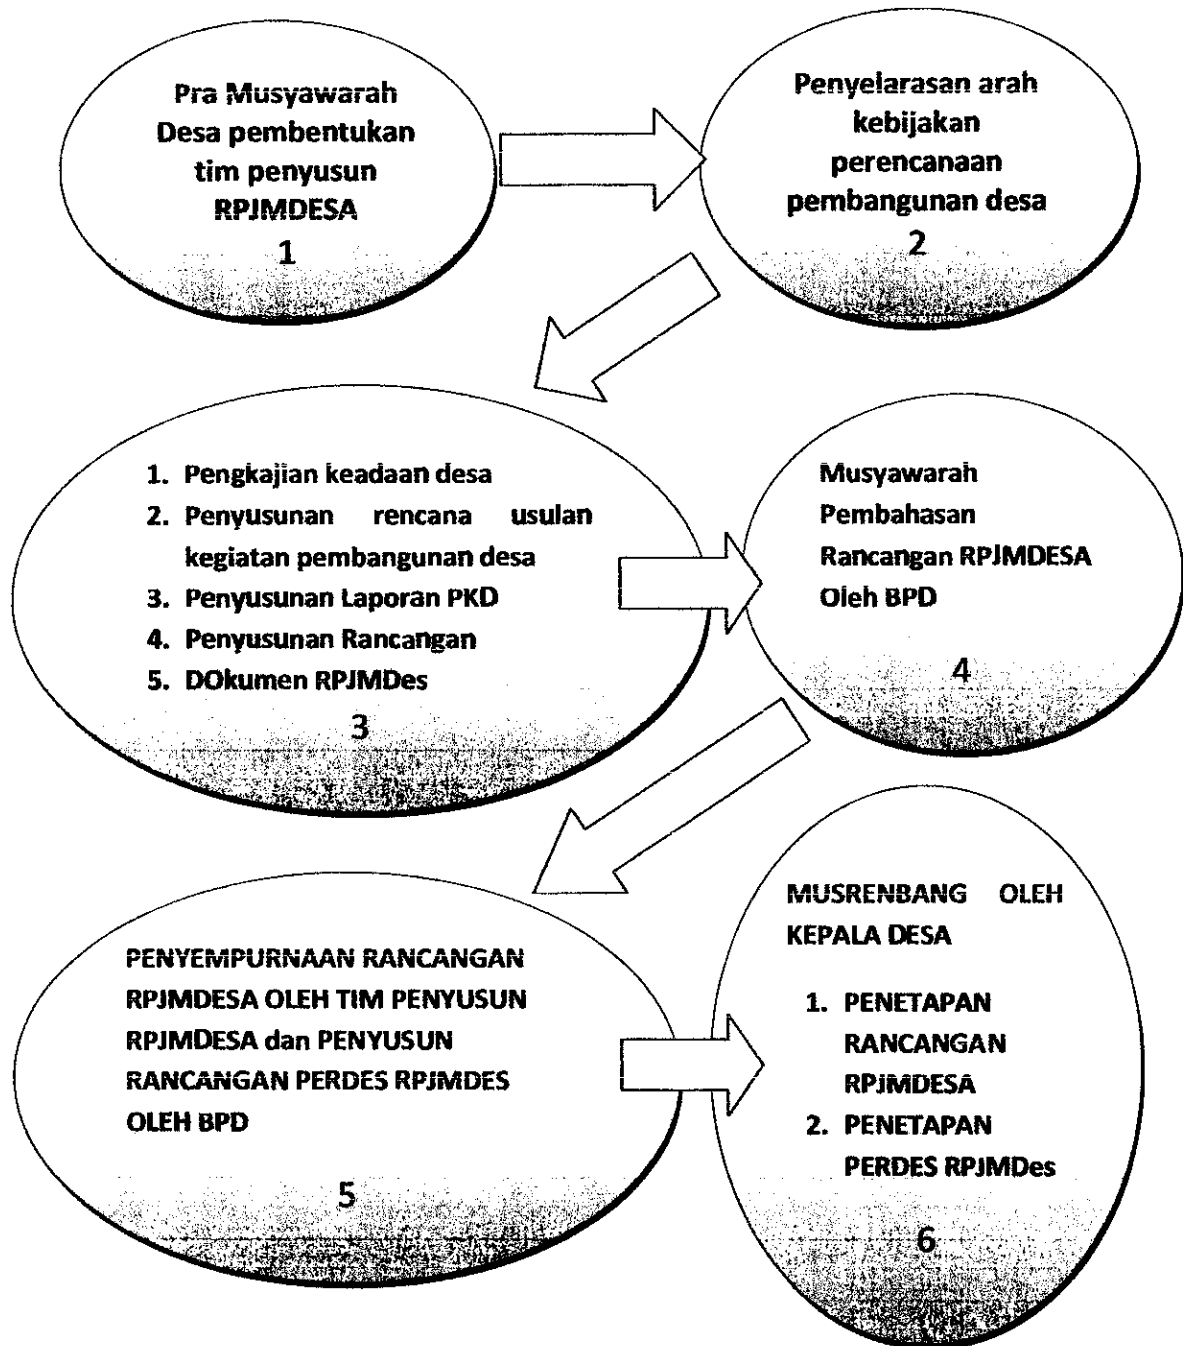 Pra Musyawarah
Desa pembentukan
tim penyusun
RPJMDESA
1
Penyelarasan arah
kebijakan
perencanaan
pembangunan desa
2
1. Pengkajian keadaan desa
2. Penyusunan rencana usulan
kegiatan pembangunan desa
3. Penyusunan Laporan PKD
4. Penyusunan Rancangan
5. DOkumen RPJMDes
3
Musyawarah
Pembahasan
Rancangan RPJMDESA
Oleh BPD
4
PENYEMPURNAAN RANCANGAN
RPJMDESA OLEH TIM PENYUSUN
RPJMDESA dan PENYUSUN
RANCANGAN PERDES RPJMDES
OLEH BPD
5
MUSRENBANG OLEH
KEPALA DESA
1. PENETAPAN
RANCANGAN
RPJMDESA
2. PENETAPAN
PERDES RPJMDes
6